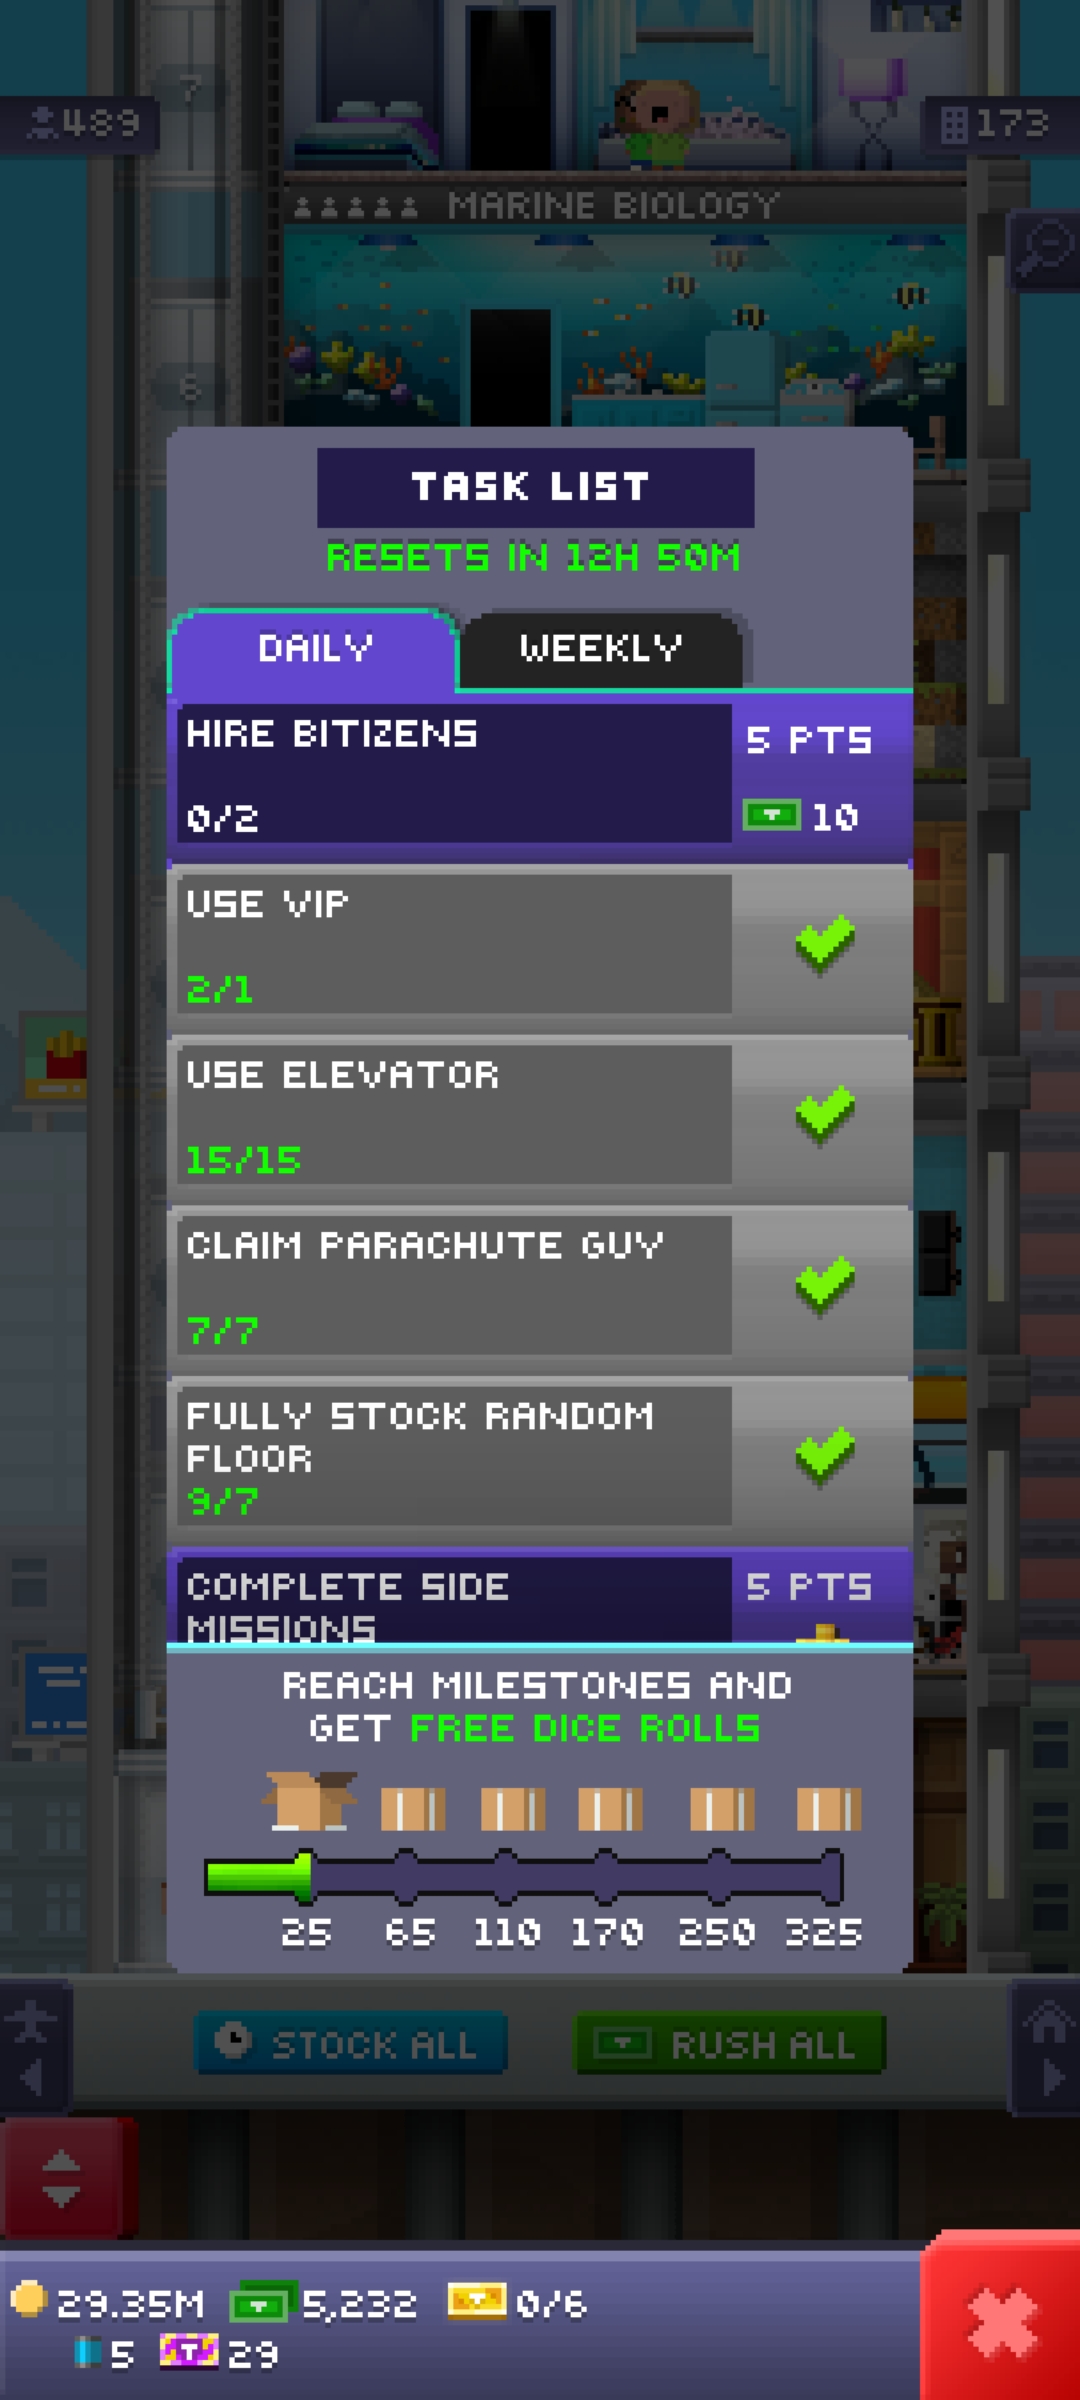 7
489
173
MARINE BIOLOGY
6
TASK LIST
RESETS IN 12H 50M
DAILY
WEEKLY
HIRE BITIZENS
5 PTS
0/2
10
USE VIP
2/1
USE ELEVATOR
15/15
CLAIM PARACHUTE GUY
7/7
FULLY STOCK RANDOM
FLOOR
9/7
COMPLETE SIDE
5 PTS
MISSIONS
REACH MILESTONES AND
GET FREE DICE ROLLS
25 65 110 170 250 325
STOCK ALL
RUSH ALL
29.35M 5,232 0/6
5 T 29